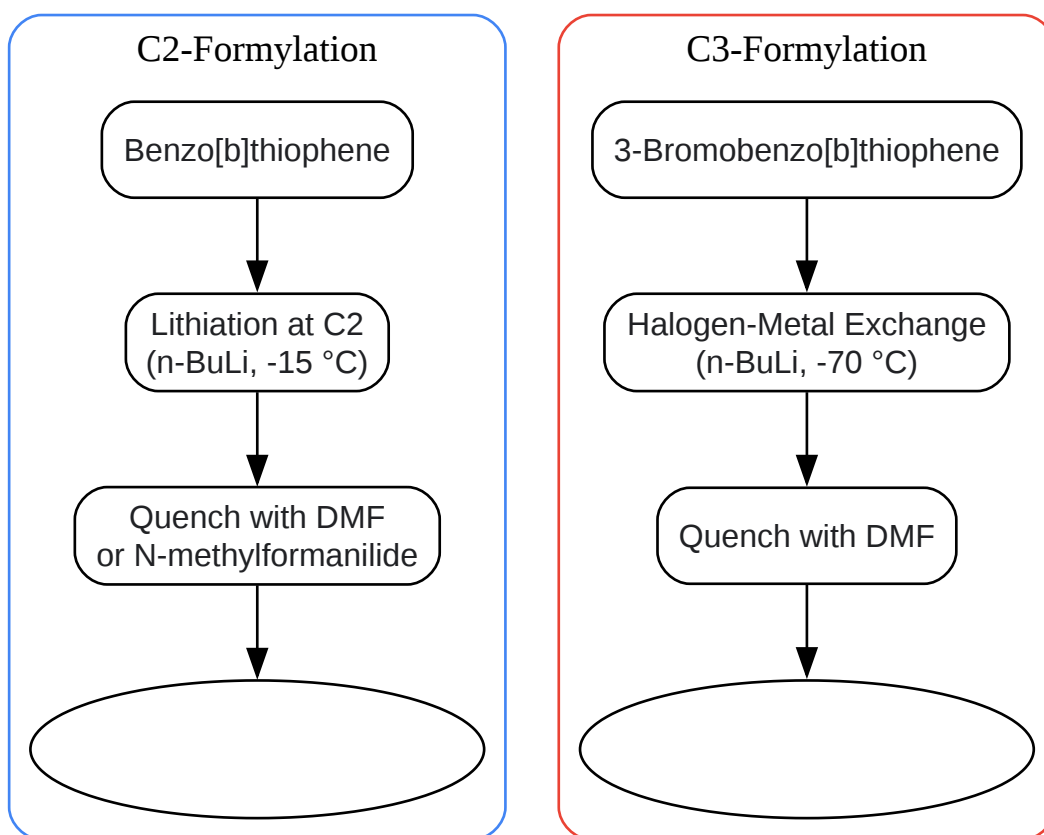 C2-Formylation
Benzo[b]thiophene
Lithiation at C2
(n-BuLi, -15 °C)
Quench with DMF
or N-methylformanilide
C3-Formylation
3-Bromobenzo[b]thiophene
Halogen-Metal Exchange
(n-BuLi, -70 °C)
Quench with DMF